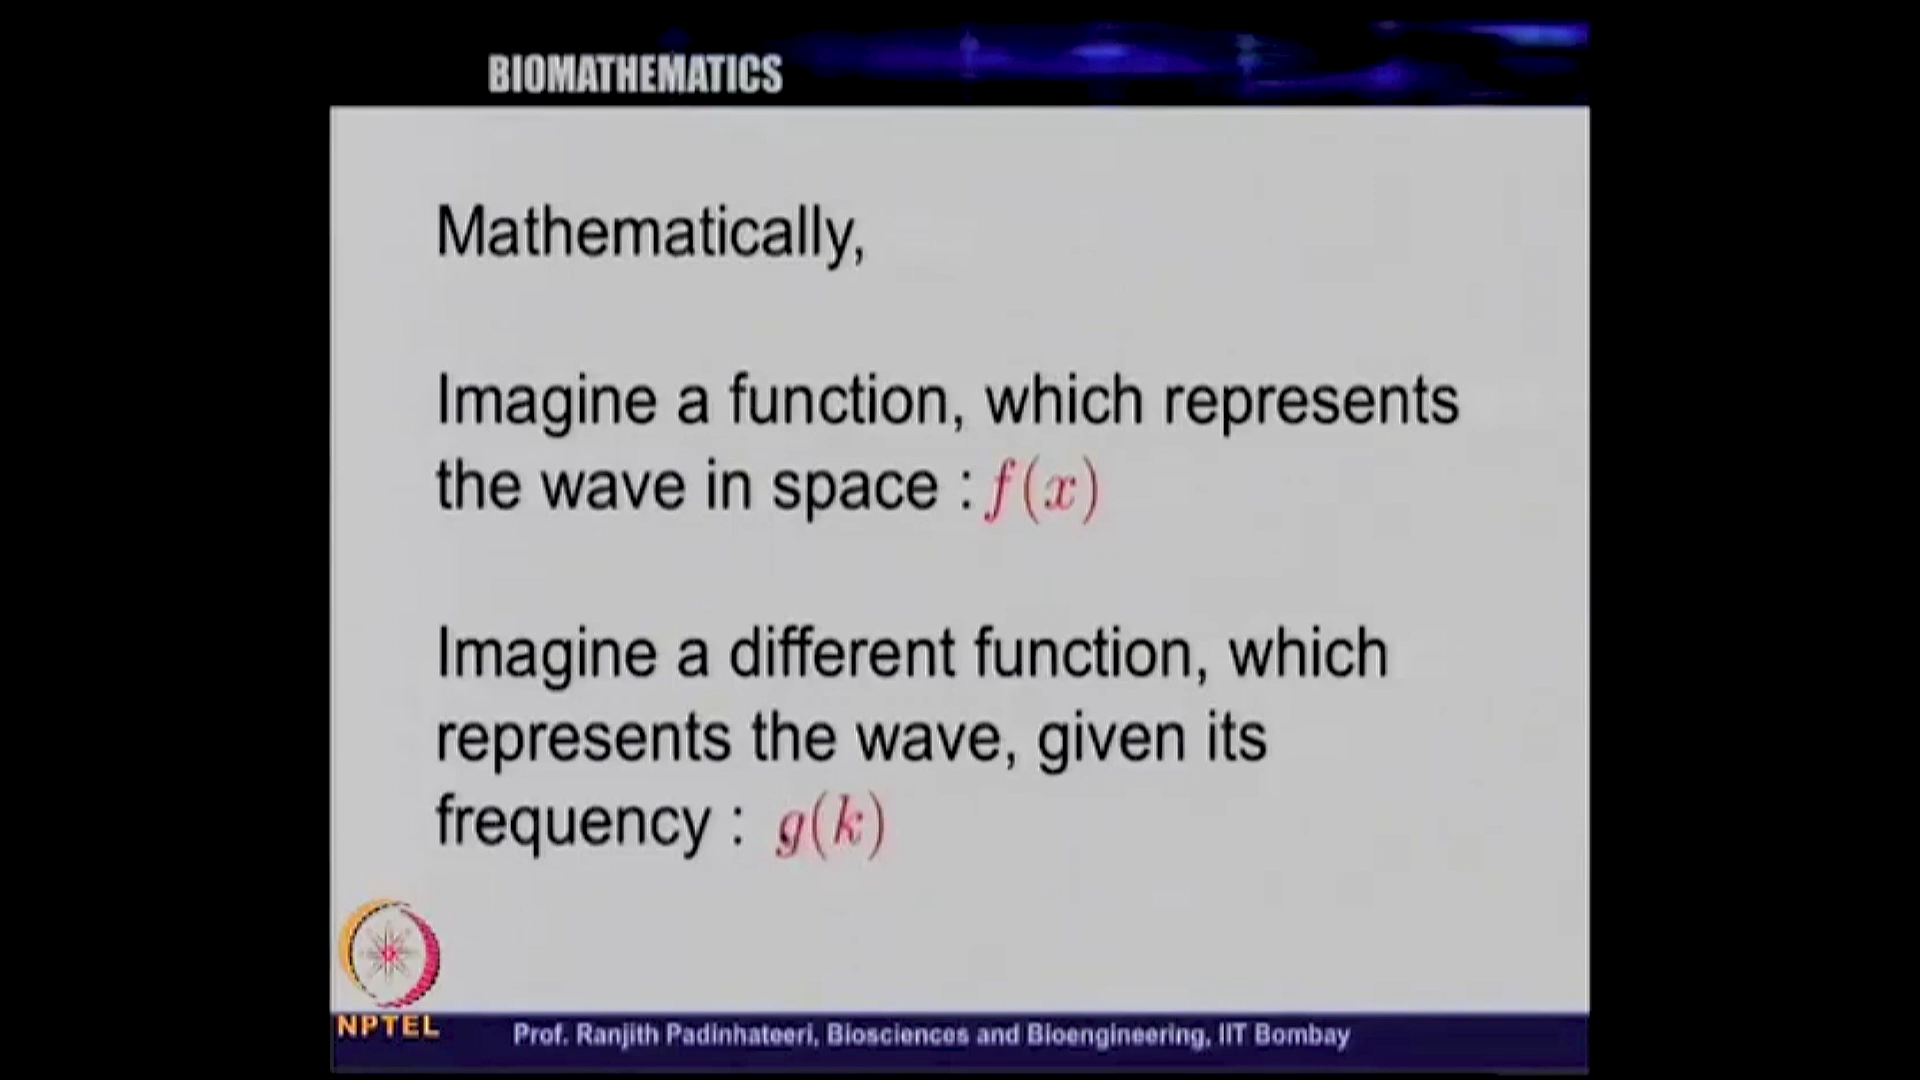 BIOMATHEMATICS
Mathematically,
Imagine a function, which represents
the wave in space : f(x)
Imagine a different function, which
represents the wave, given its
frequency : g(k)
NPTEL
Prof. Ranjith Padinhateeri, Biosciences and Bioengineering, IIT Bombay